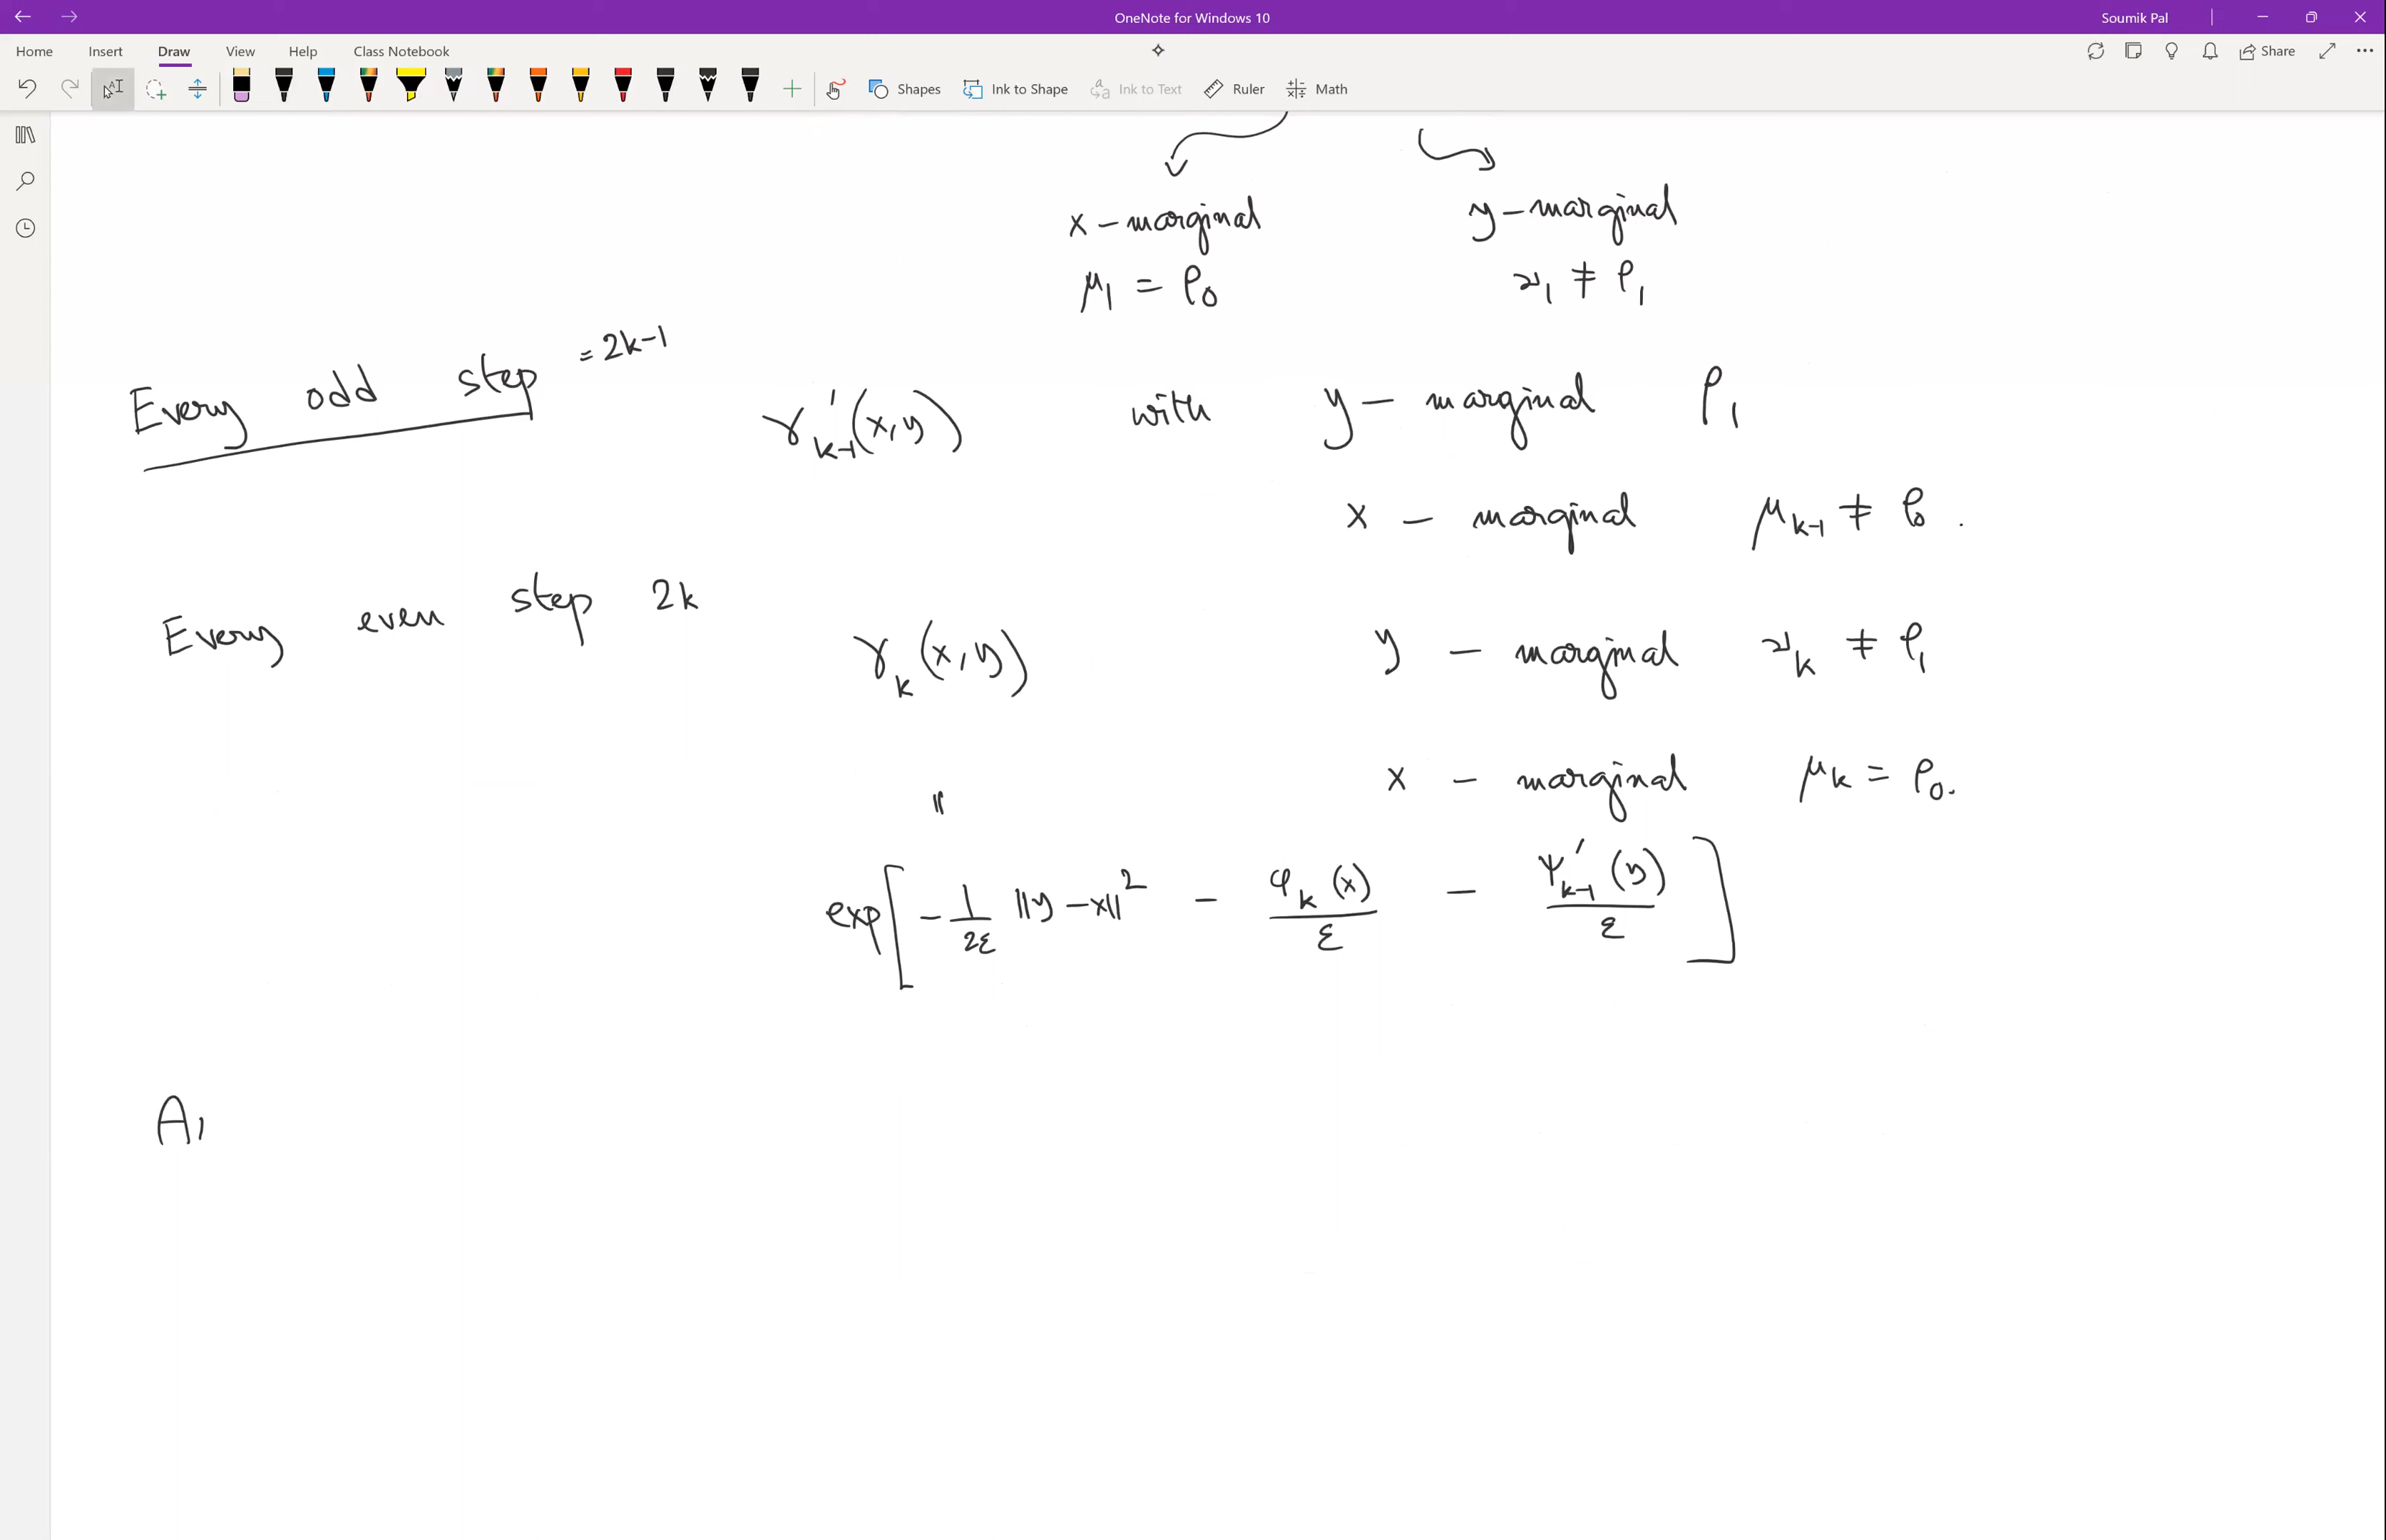 OneNote for Windows 10
Soumik Pal
Home Insert Draw View Help Class Notebook
Share
Shapes Ink to Shape Ink to Text Ruler Math
x – marginal y – marginal
μ₁ = ρ₀ ν₁ ≠ ρ₁
Every odd step = 2k-1 γ'ₖ₋₁(x,y) with y – marginal ρ₁
x – marginal μₖ₋₁ ≠ ρ₀ .
Every even step 2k γₖ(x,y) y – marginal νₖ ≠ ρ₁
x – marginal μₖ = ρ₀.
||
exp[ - 1/2ε ||y-x||² - φₖ(x)/ε - ψ'ₖ₋₁(y)/ε ]